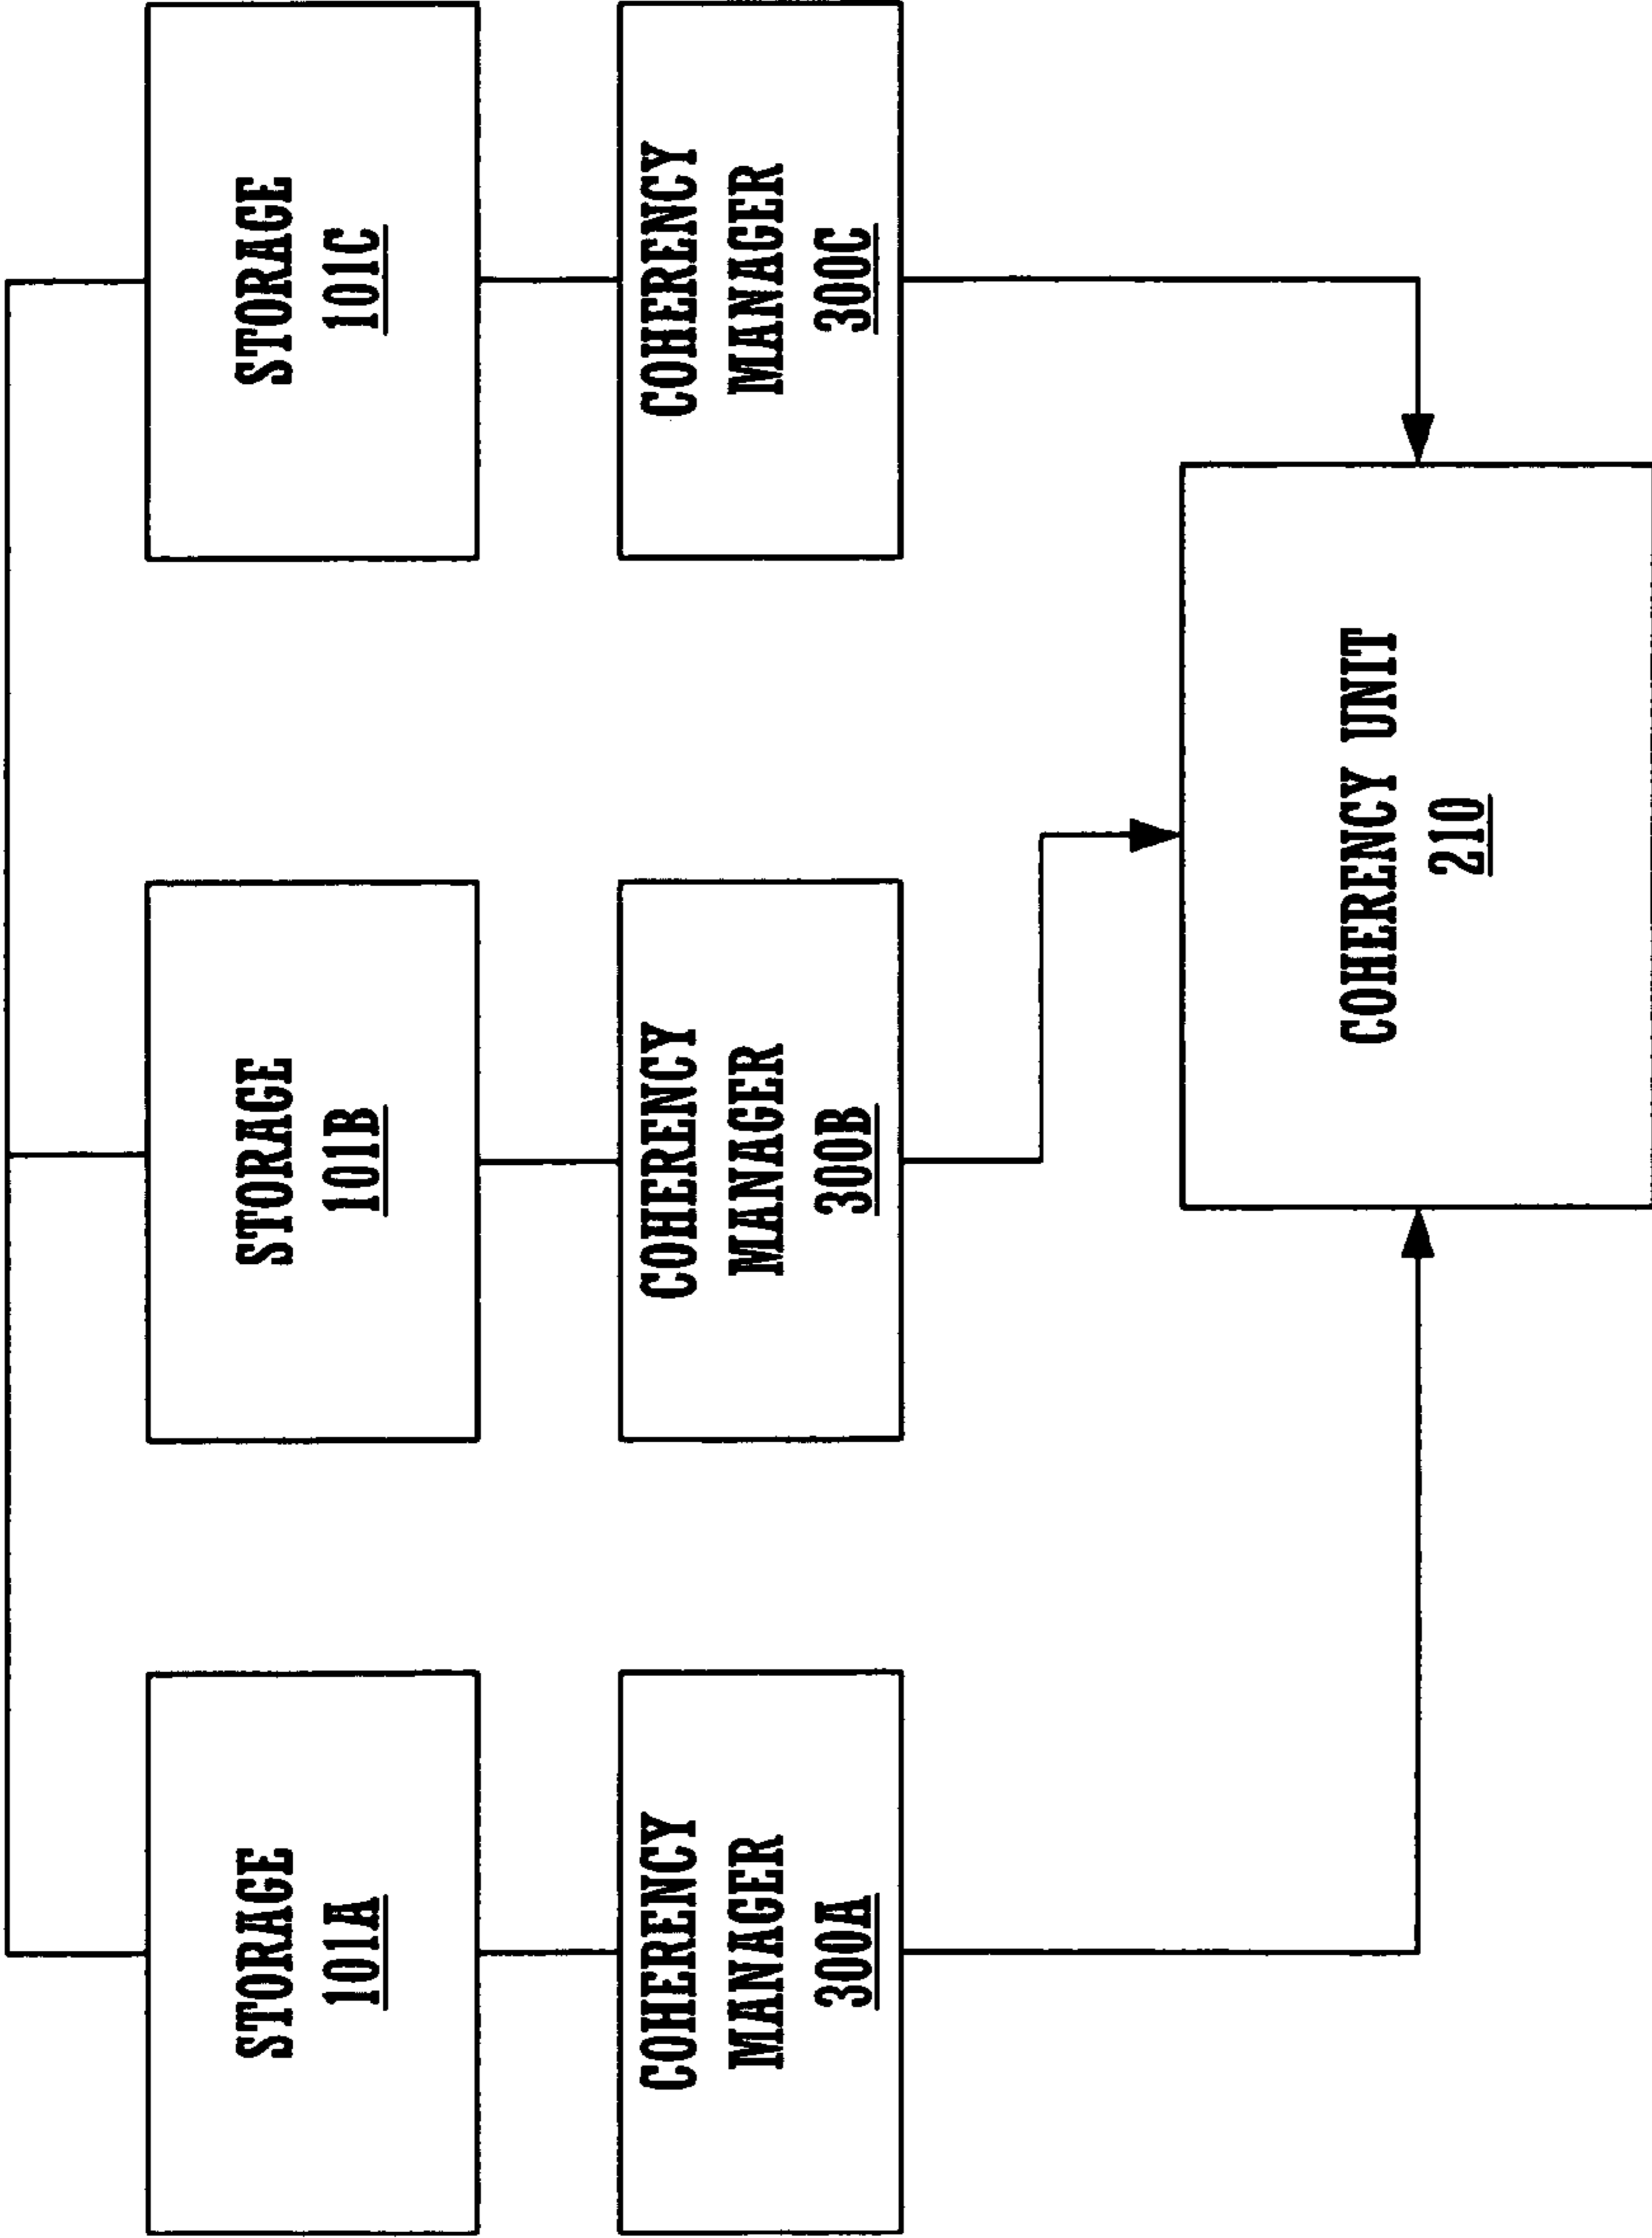 STORAGE
101A
STORAGE
101B
STORAGE
101C
COHERENCY
MANAGER
300A
COHERENCY
MANAGER
300B
COHERENCY
MANAGER
300C
COHERENCY UNIT
210